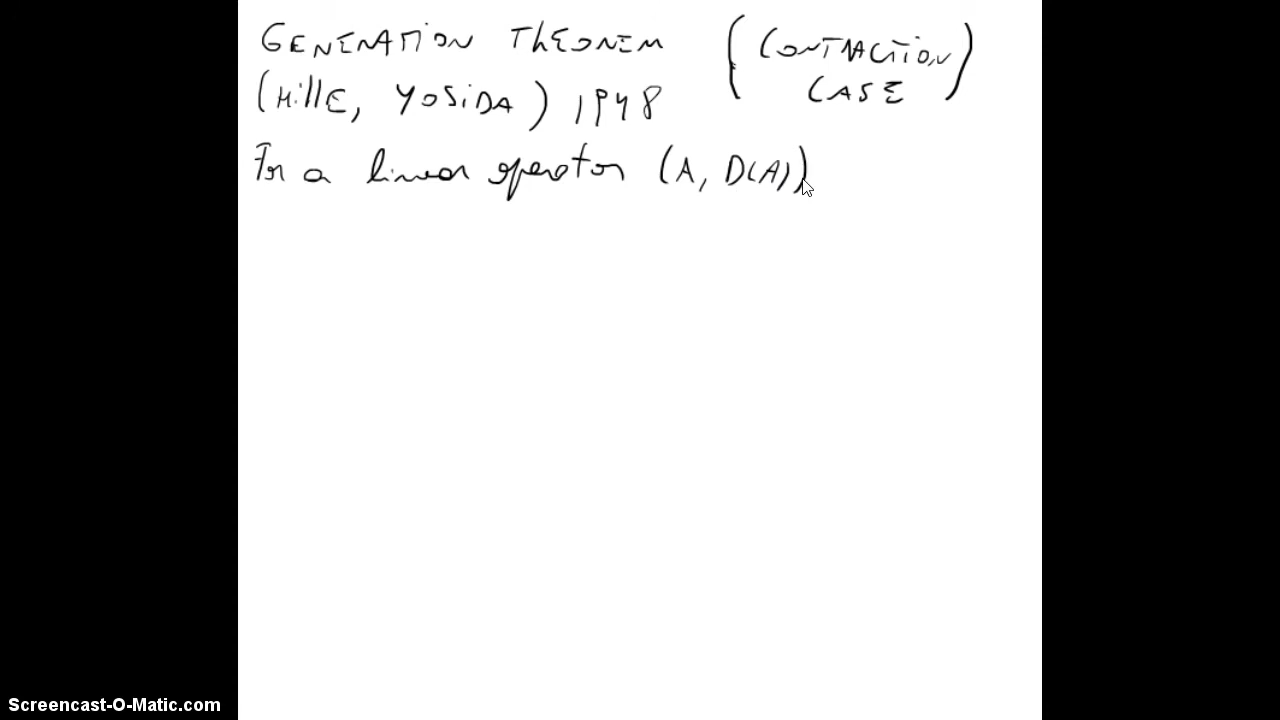 GENERATION THEOREM (CONTRACTION CASE)
(HillE, YOSiDA) 1948
For a linear operator (A, D(A))
Screencast-O-Matic.com